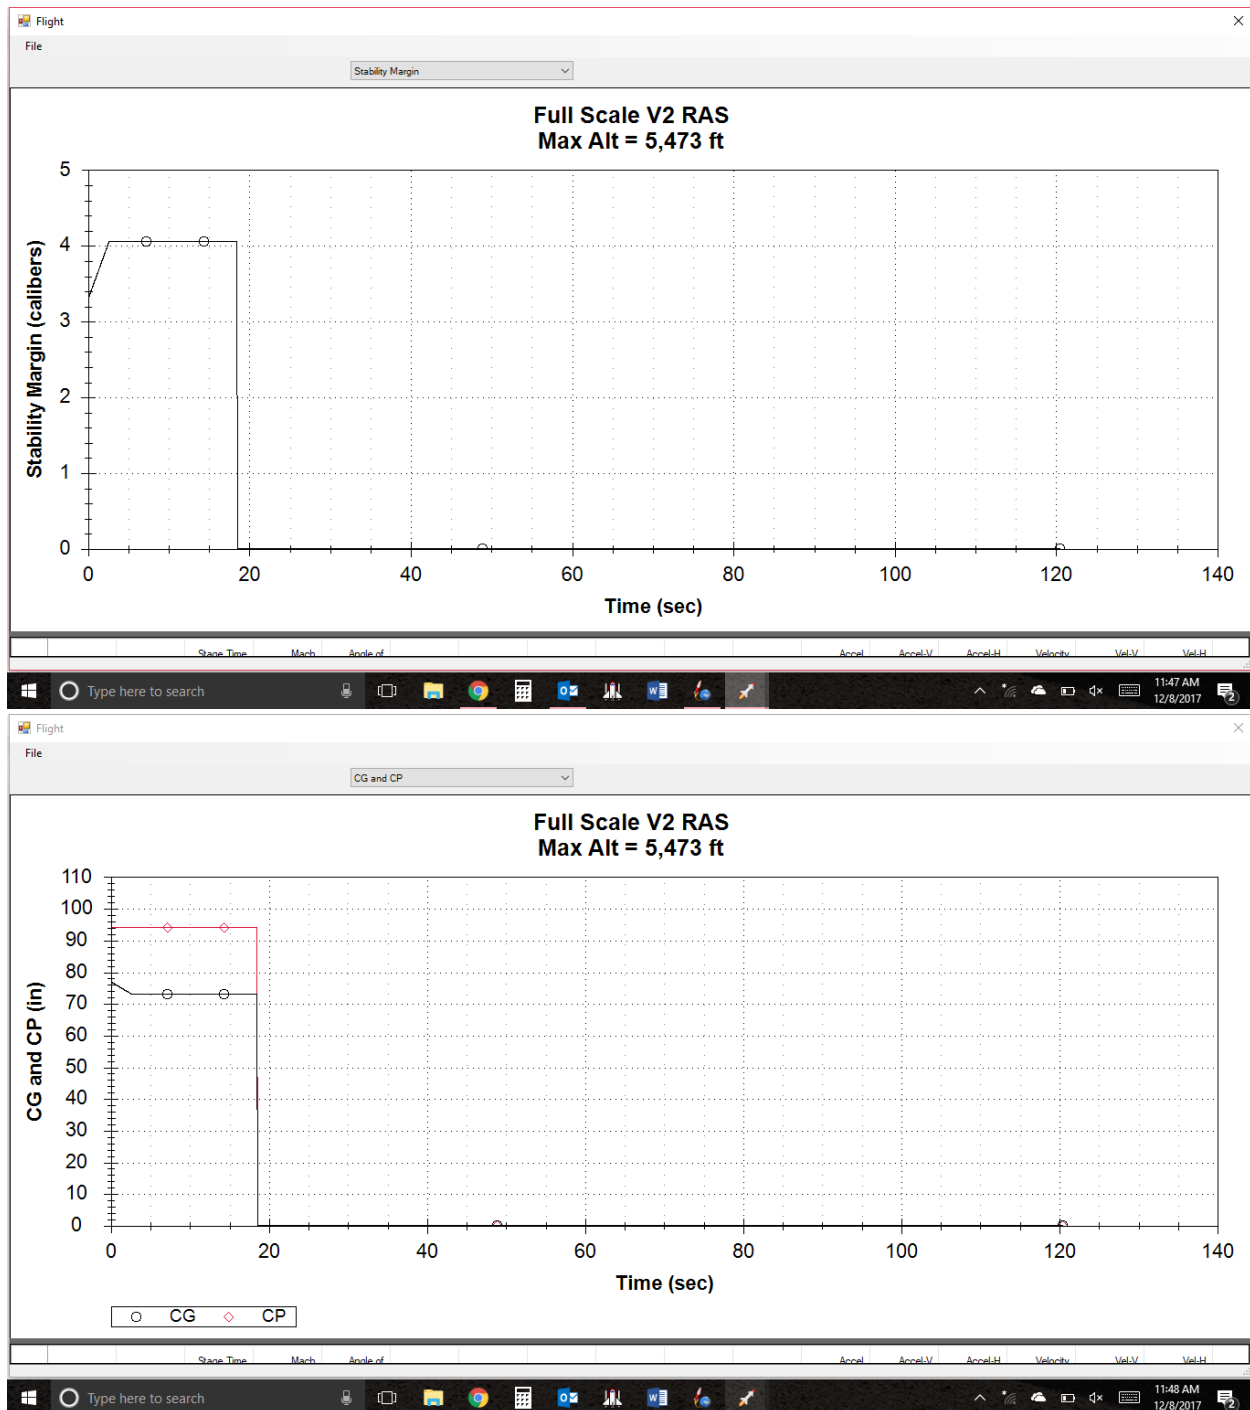 Flight
File
Stability Margin
Full Scale V2 RAS
Max Alt = 5,473 ft
5
4
3
2
1
0
Stability Margin (calibers)
0 20 40 60 80 100 120 140
Time (sec)
Stage Time Mach Angle of Accel Accel-V Accel-H Velocity Vel-V Vel-H
Type here to search
11:47 AM
12/8/2017
2
Flight
File
CG and CP
Full Scale V2 RAS
Max Alt = 5,473 ft
110
100
90
80
70
60
50
40
30
20
10
0
CG and CP (in)
0 20 40 60 80 100 120 140
Time (sec)
CG CP
Stage Time Mach Angle of Accel Accel-V Accel-H Velocity Vel-V Vel-H
Type here to search
11:48 AM
12/8/2017
2